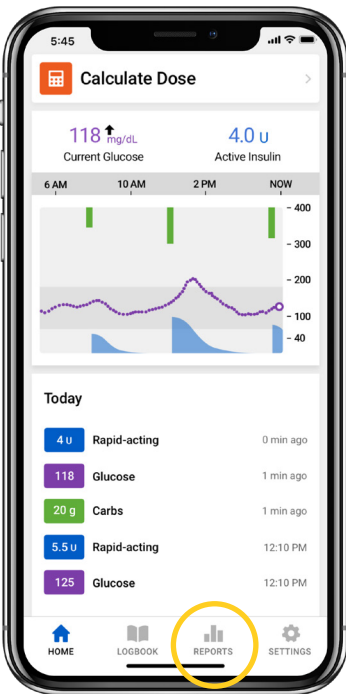 5:45
Calculate Dose
118 mg/dL
4.0 U
Current Glucose
Active Insulin
6 AM 10 AM 2 PM NOW
400
300
200
100
40
Today
4 U Rapid-acting 0 min ago
118 Glucose 1 min ago
20 g Carbs 1 min ago
5.5 U Rapid-acting 12:10 PM
125 Glucose 12:10 PM
HOME LOGBOOK REPORTS SETTINGS